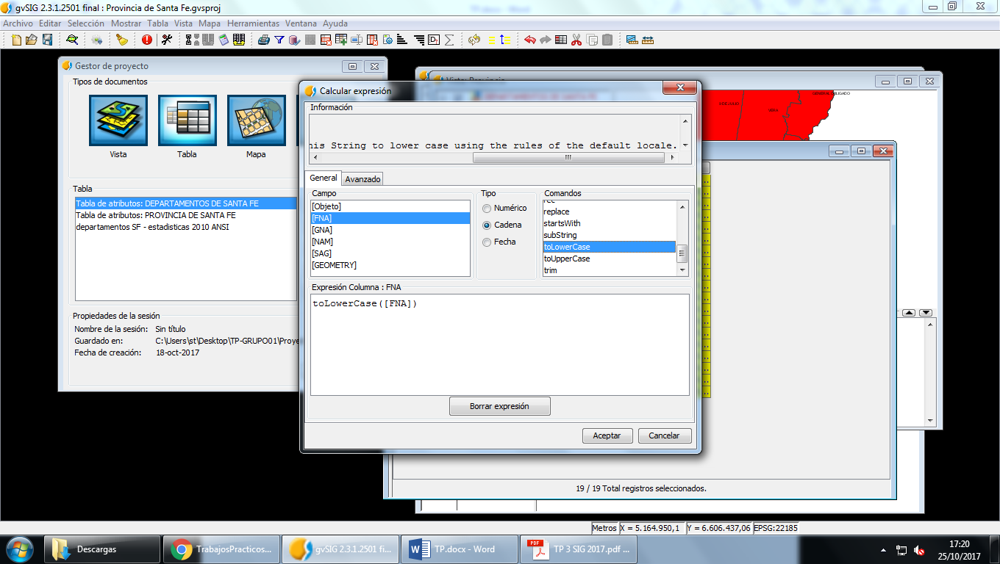 gvSIG 2.3.1.2501 final : Provincia de Santa Fe.gvsproj
Archivo Editar Selección Mostrar Tabla Vista Mapa Herramientas Ventana Ayuda
Gestor de proyecto
Tipos de documentos
Vista
Tabla
Mapa
Tabla
Tabla de atributos: DEPARTAMENTOS DE SANTA FE
Tabla de atributos: PROVINCIA DE SANTA FE
departamentos SF - estadisticas 2010 ANSI
Propiedades de la sesión
Nombre de la sesión: Sin título
Guardado en: C:\Users\st\Desktop\TP-GRUPO01\Proye
Fecha de creación: 18-oct-2017
Vista: Provincia
9 DE JULIO
VERA
GENERAL OBLIGADO
Calcular expresión
Información
his String to lower case using the rules of the default locale.
General
Avanzado
Campo
[Objeto]
[FNA]
[GNA]
[NAM]
[SAG]
[GEOMETRY]
Tipo
Numérico
Cadena
Fecha
Comandos
replace
startsWith
subString
toLowerCase
toUpperCase
trim
Expresión Columna : FNA
toLowerCase([FNA])
Borrar expresión
Aceptar
Cancelar
19 / 19 Total registros seleccionados.
Metros X = 5.164.950,1 Y = 6.606.437,06 EPSG:22185
Descargas
TrabajosPracticos...
gvSIG 2.3.1.2501 fi...
TP.docx - Word
PDF
TP 3 SIG 2017.pdf ...
17:20
25/10/2017